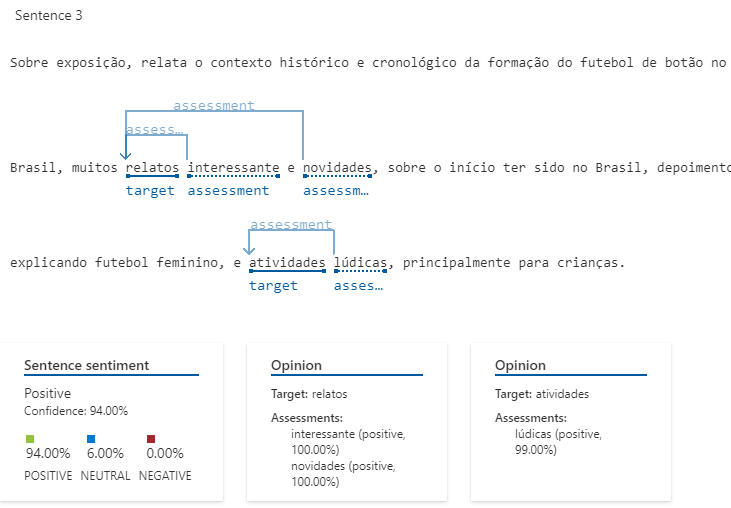 Sentence 3
Sobre exposição, relata o contexto histórico e cronológico da formação do futebol de botão no
assessment
assess…
Brasil, muitos relatos interessante e novidades, sobre o início ter sido no Brasil, depoimento
target assessment assessm…
assessment
explicando futebol feminino, e atividades lúdicas, principalmente para crianças.
target asses…
Sentence sentiment
Positive
Confidence: 94.00%
94.00% 6.00% 0.00%
POSITIVE NEUTRAL NEGATIVE
Opinion
Target: relatos
Assessments:
interessante (positive,
100.00%)
novidades (positive,
100.00%)
Opinion
Target: atividades
Assessments:
lúdicas (positive,
99.00%)